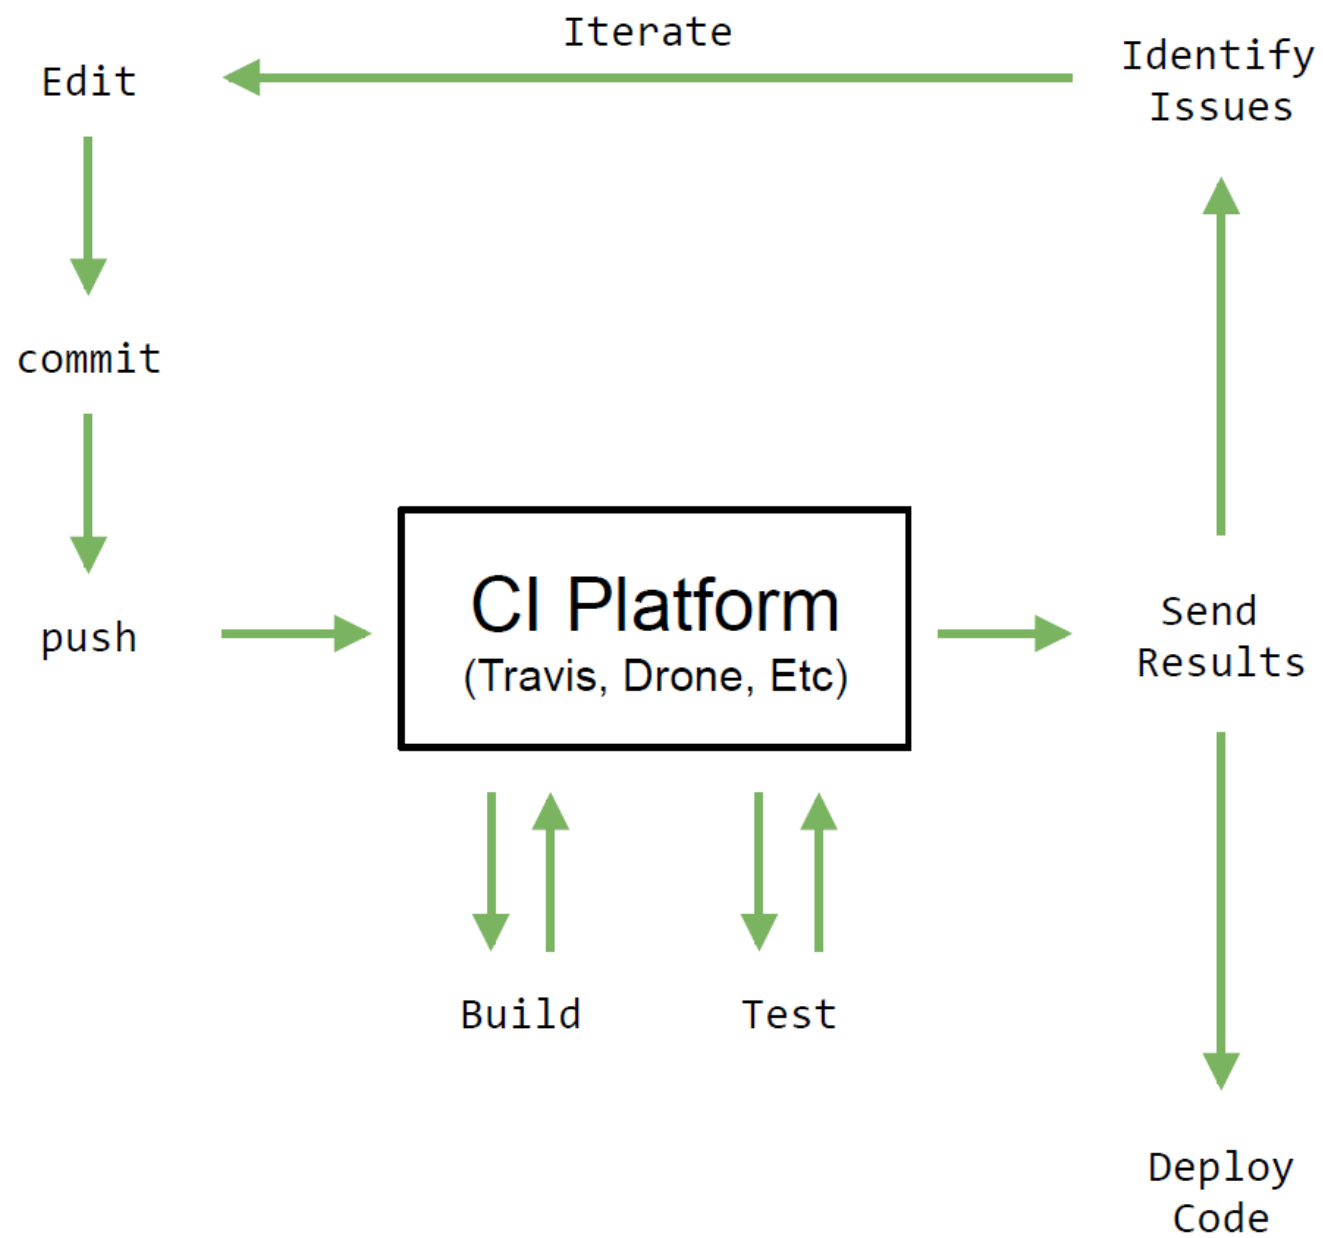 Iterate
Edit
Identify
Issues
commit
push
CI Platform
(Travis, Drone, Etc)
Send
Results
Build
Test
Deploy
Code